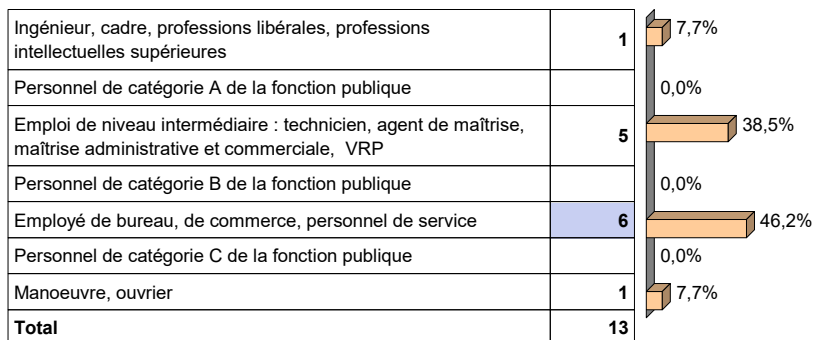 Ingénieur, cadre, professions libérales, professions
intellectuelles supérieures 1 7,7%
Personnel de catégorie A de la fonction publique 0,0%
Emploi de niveau intermédiaire : technicien, agent de maîtrise,
maîtrise administrative et commerciale, VRP 5 38,5%
Personnel de catégorie B de la fonction publique 0,0%
Employé de bureau, de commerce, personnel de service 6 46,2%
Personnel de catégorie C de la fonction publique 0,0%
Manoeuvre, ouvrier 1 7,7%
Total 13